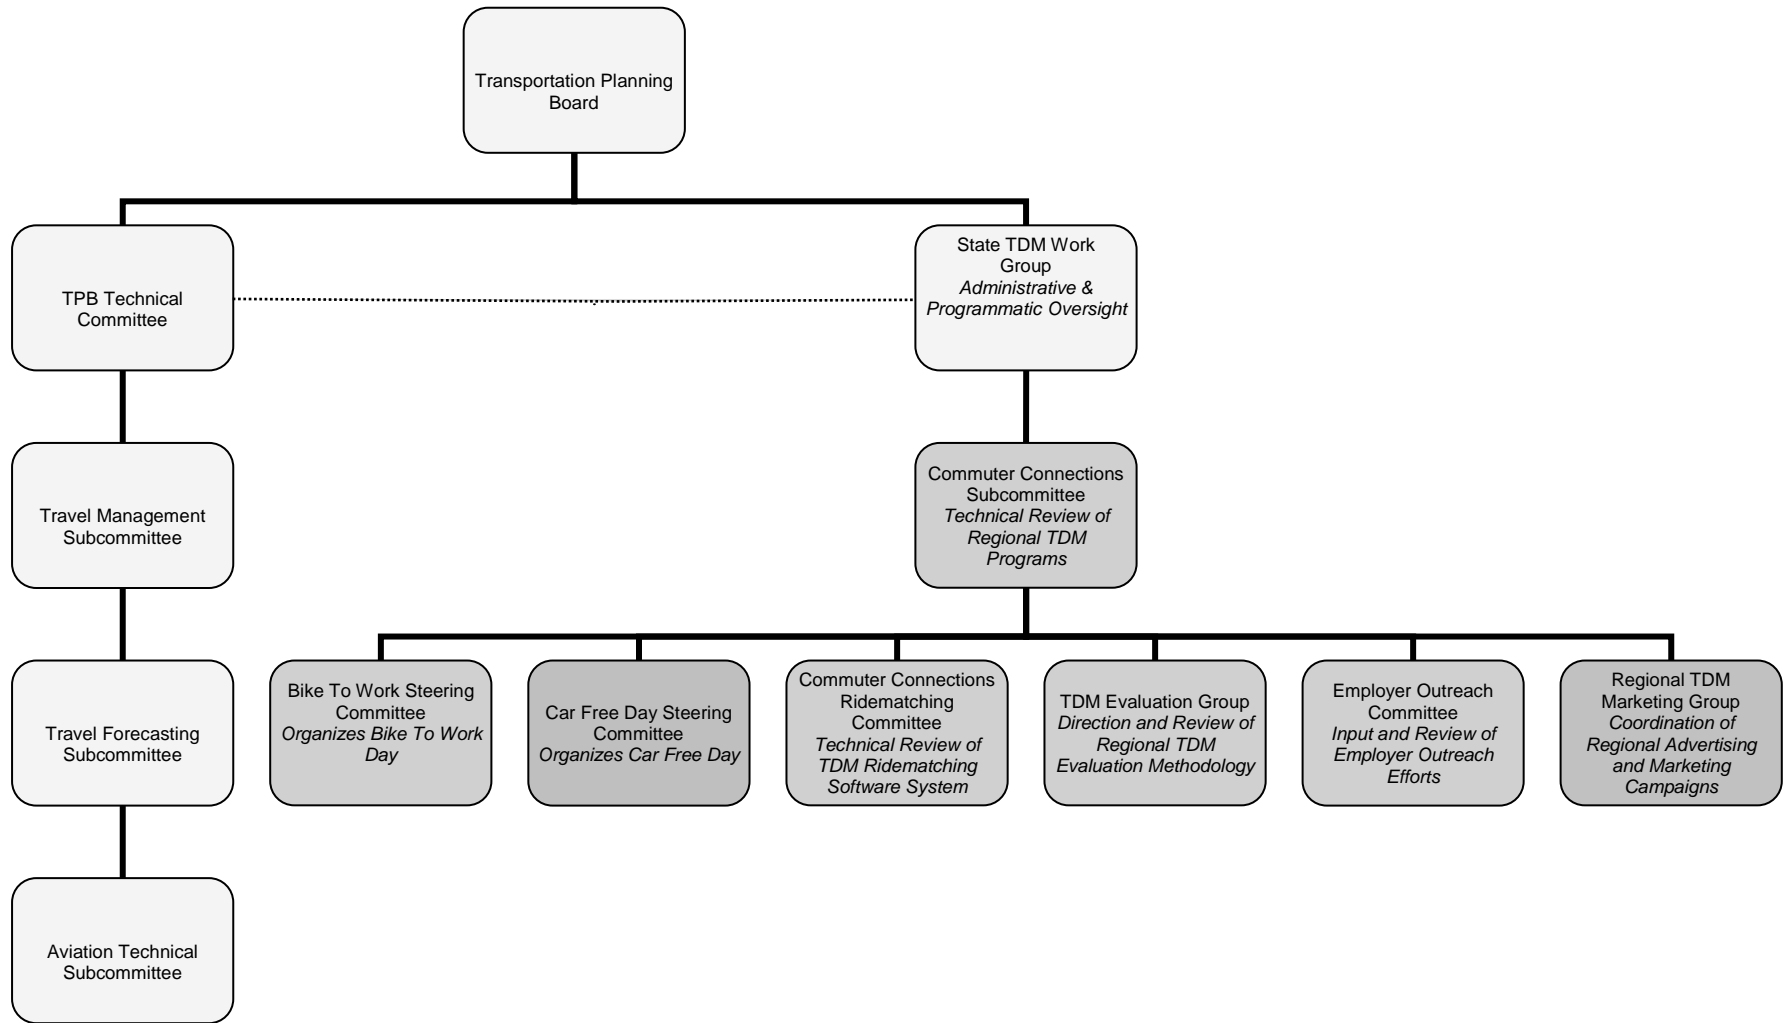 Transportation Planning
Board
TPB Technical
Committee
State TDM Work
Group
Administrative &
Programmatic Oversight
Travel Management
Subcommittee
Commuter Connections
Subcommittee
Technical Review of
Regional TDM
Programs
Travel Forecasting
Subcommittee
Bike To Work Steering
Committee
Organizes Bike To Work
Day
Car Free Day Steering
Committee
Organizes Car Free Day
Commuter Connections
Ridematching
Committee
Technical Review of
TDM Ridematching
Software System
TDM Evaluation Group
Direction and Review of
Regional TDM
Evaluation Methodology
Employer Outreach
Committee
Input and Review of
Employer Outreach
Efforts
Regional TDM
Marketing Group
Coordination of
Regional Advertising
and Marketing
Campaigns
Aviation Technical
Subcommittee